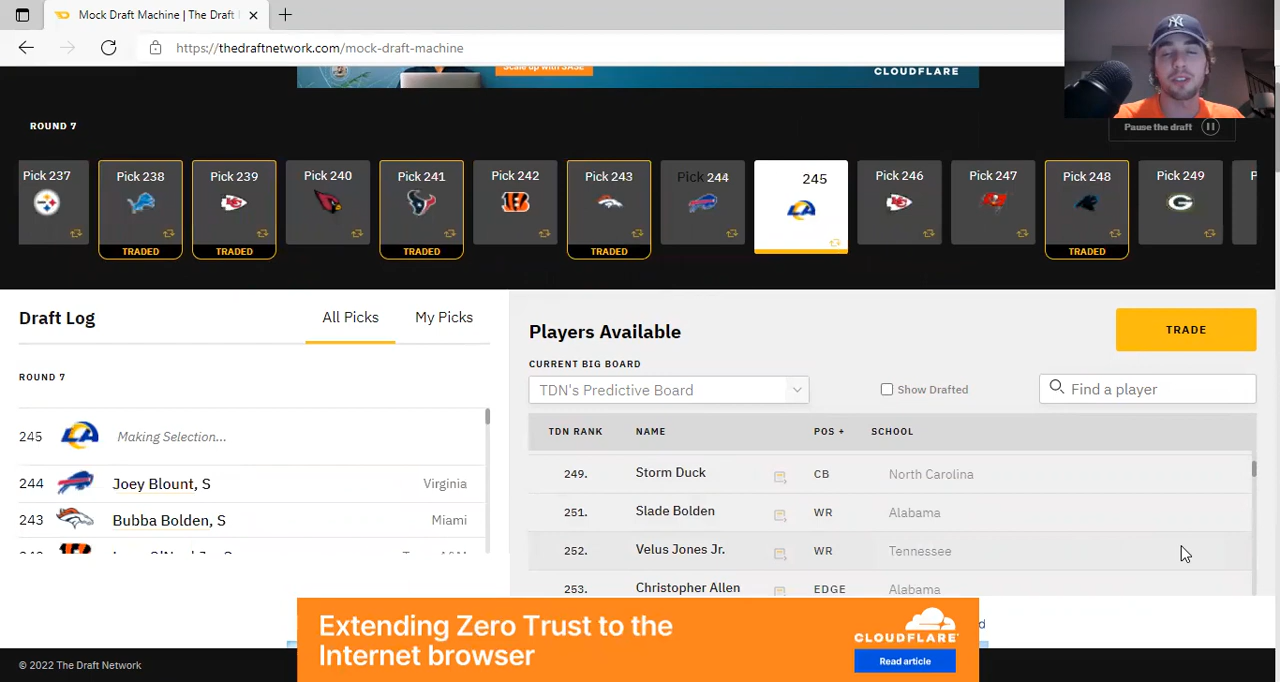 Mock Draft Machine | The Draft
https://thedraftnetwork.com/mock-draft-machine
Scale up with SASE
CLOUDFLARE
ROUND 7
Pause the draft
Pick 237
Pick 238
Pick 239
Pick 240
Pick 241
Pick 242
Pick 243
Pick 244
245
Pick 246
Pick 247
Pick 248
Pick 249
P
TRADED
TRADED
TRADED
TRADED
TRADED
Draft Log
All Picks
My Picks
ROUND 7
245 Making Selection...
244 Joey Blount, S Virginia
243 Bubba Bolden, S Miami
Players Available
TRADE
CURRENT BIG BOARD
TDN's Predictive Board
Show Drafted
Find a player
TDN RANK NAME POS + SCHOOL
249. Storm Duck CB North Carolina
251. Slade Bolden WR Alabama
252. Velus Jones Jr. WR Tennessee
253. Christopher Allen EDGE Alabama
Extending Zero Trust to the
Internet browser
CLOUDFLARE
Read article
© 2022 The Draft Network